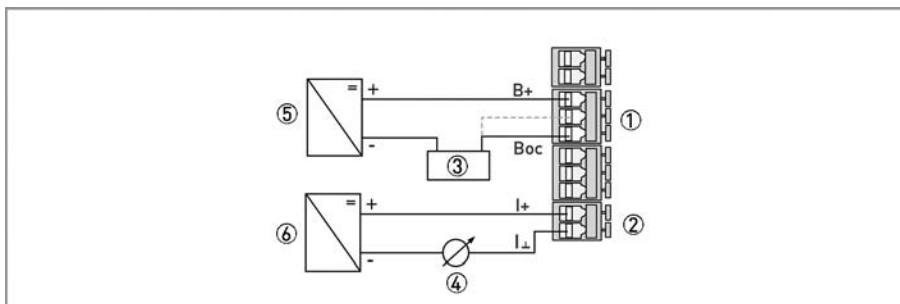 = + B+
⑤ ①
- Boc
③
= + I+
⑥ ②
- I⊥
④